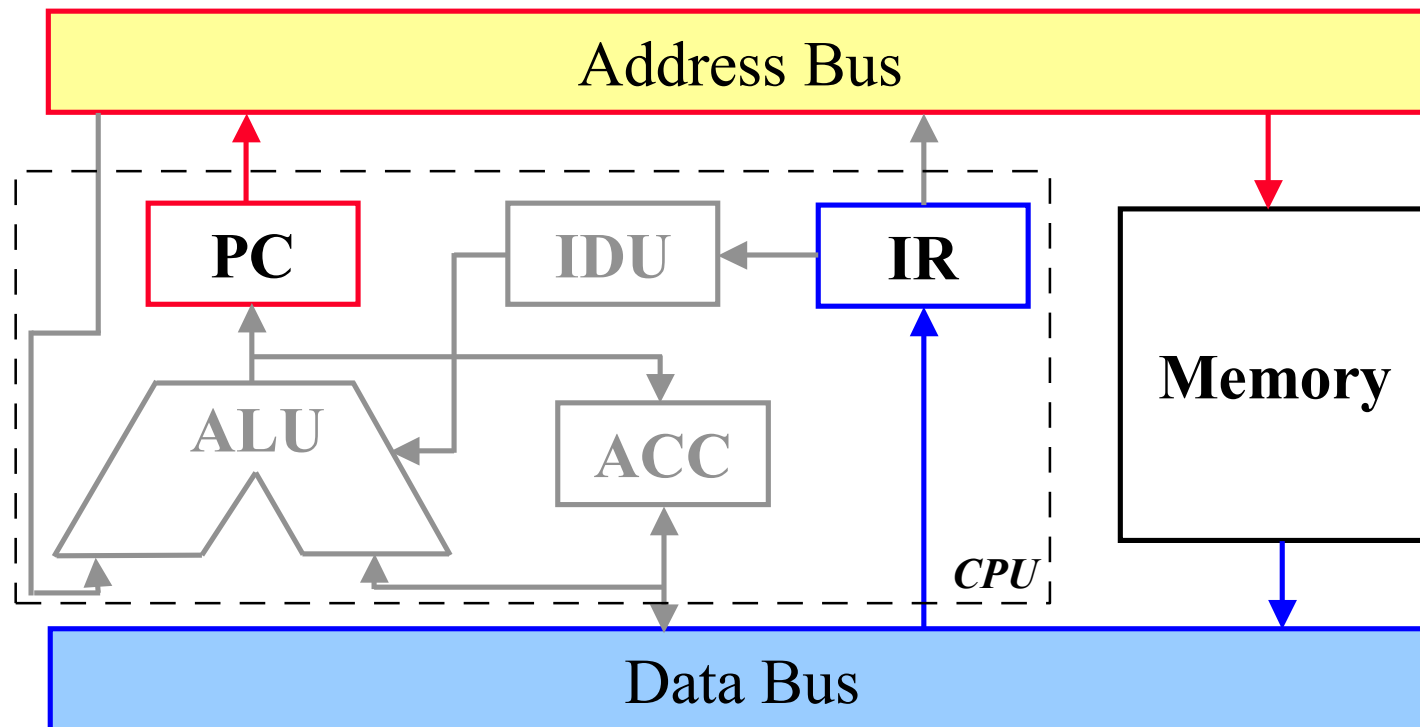 Address Bus
PC
IDU
IR
Memory
ALU
ACC
CPU
Data Bus